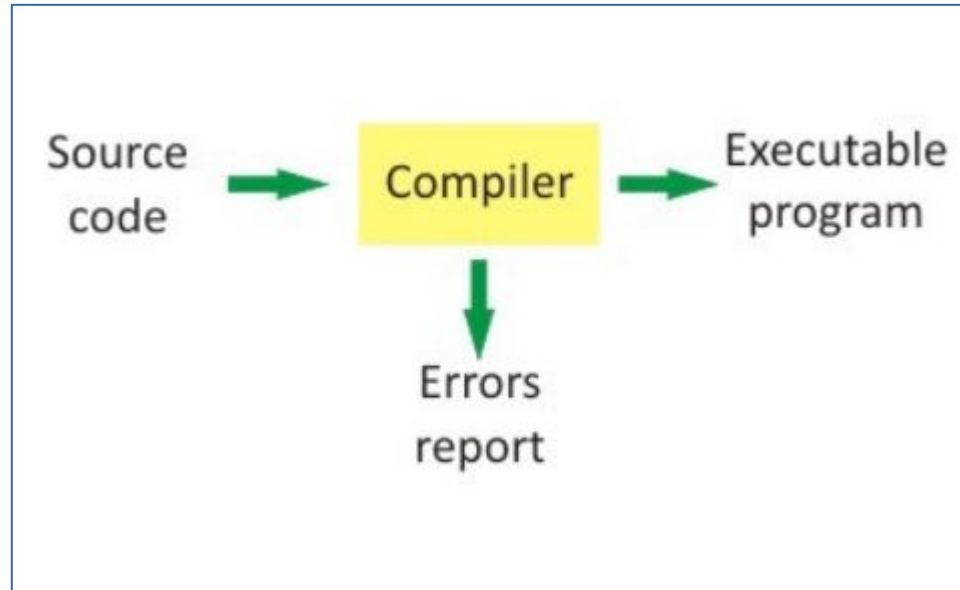 Source
code
Compiler
Executable
program
Errors
report